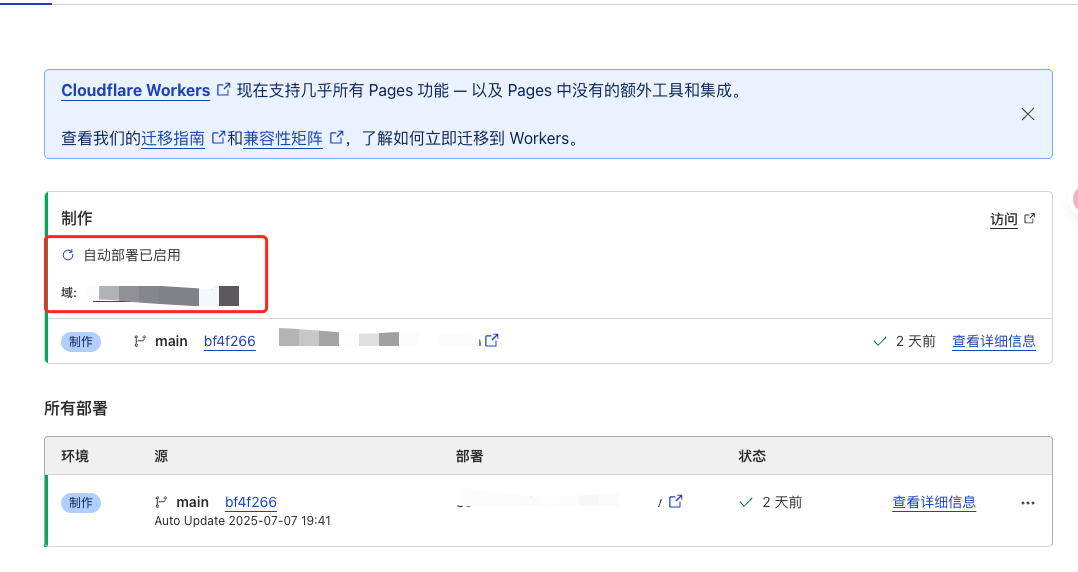 Cloudflare Workers 现在支持几乎所有 Pages 功能 — 以及 Pages 中没有的额外工具和集成。
查看我们的迁移指南和兼容性矩阵，了解如何立即迁移到 Workers。
制作 访问
自动部署已启用
域:
制作 main bf4f266 2 天前 查看详细信息
所有部署
环境 源 部署 状态
制作 main bf4f266 / 2 天前 查看详细信息
Auto Update 2025-07-07 19:41